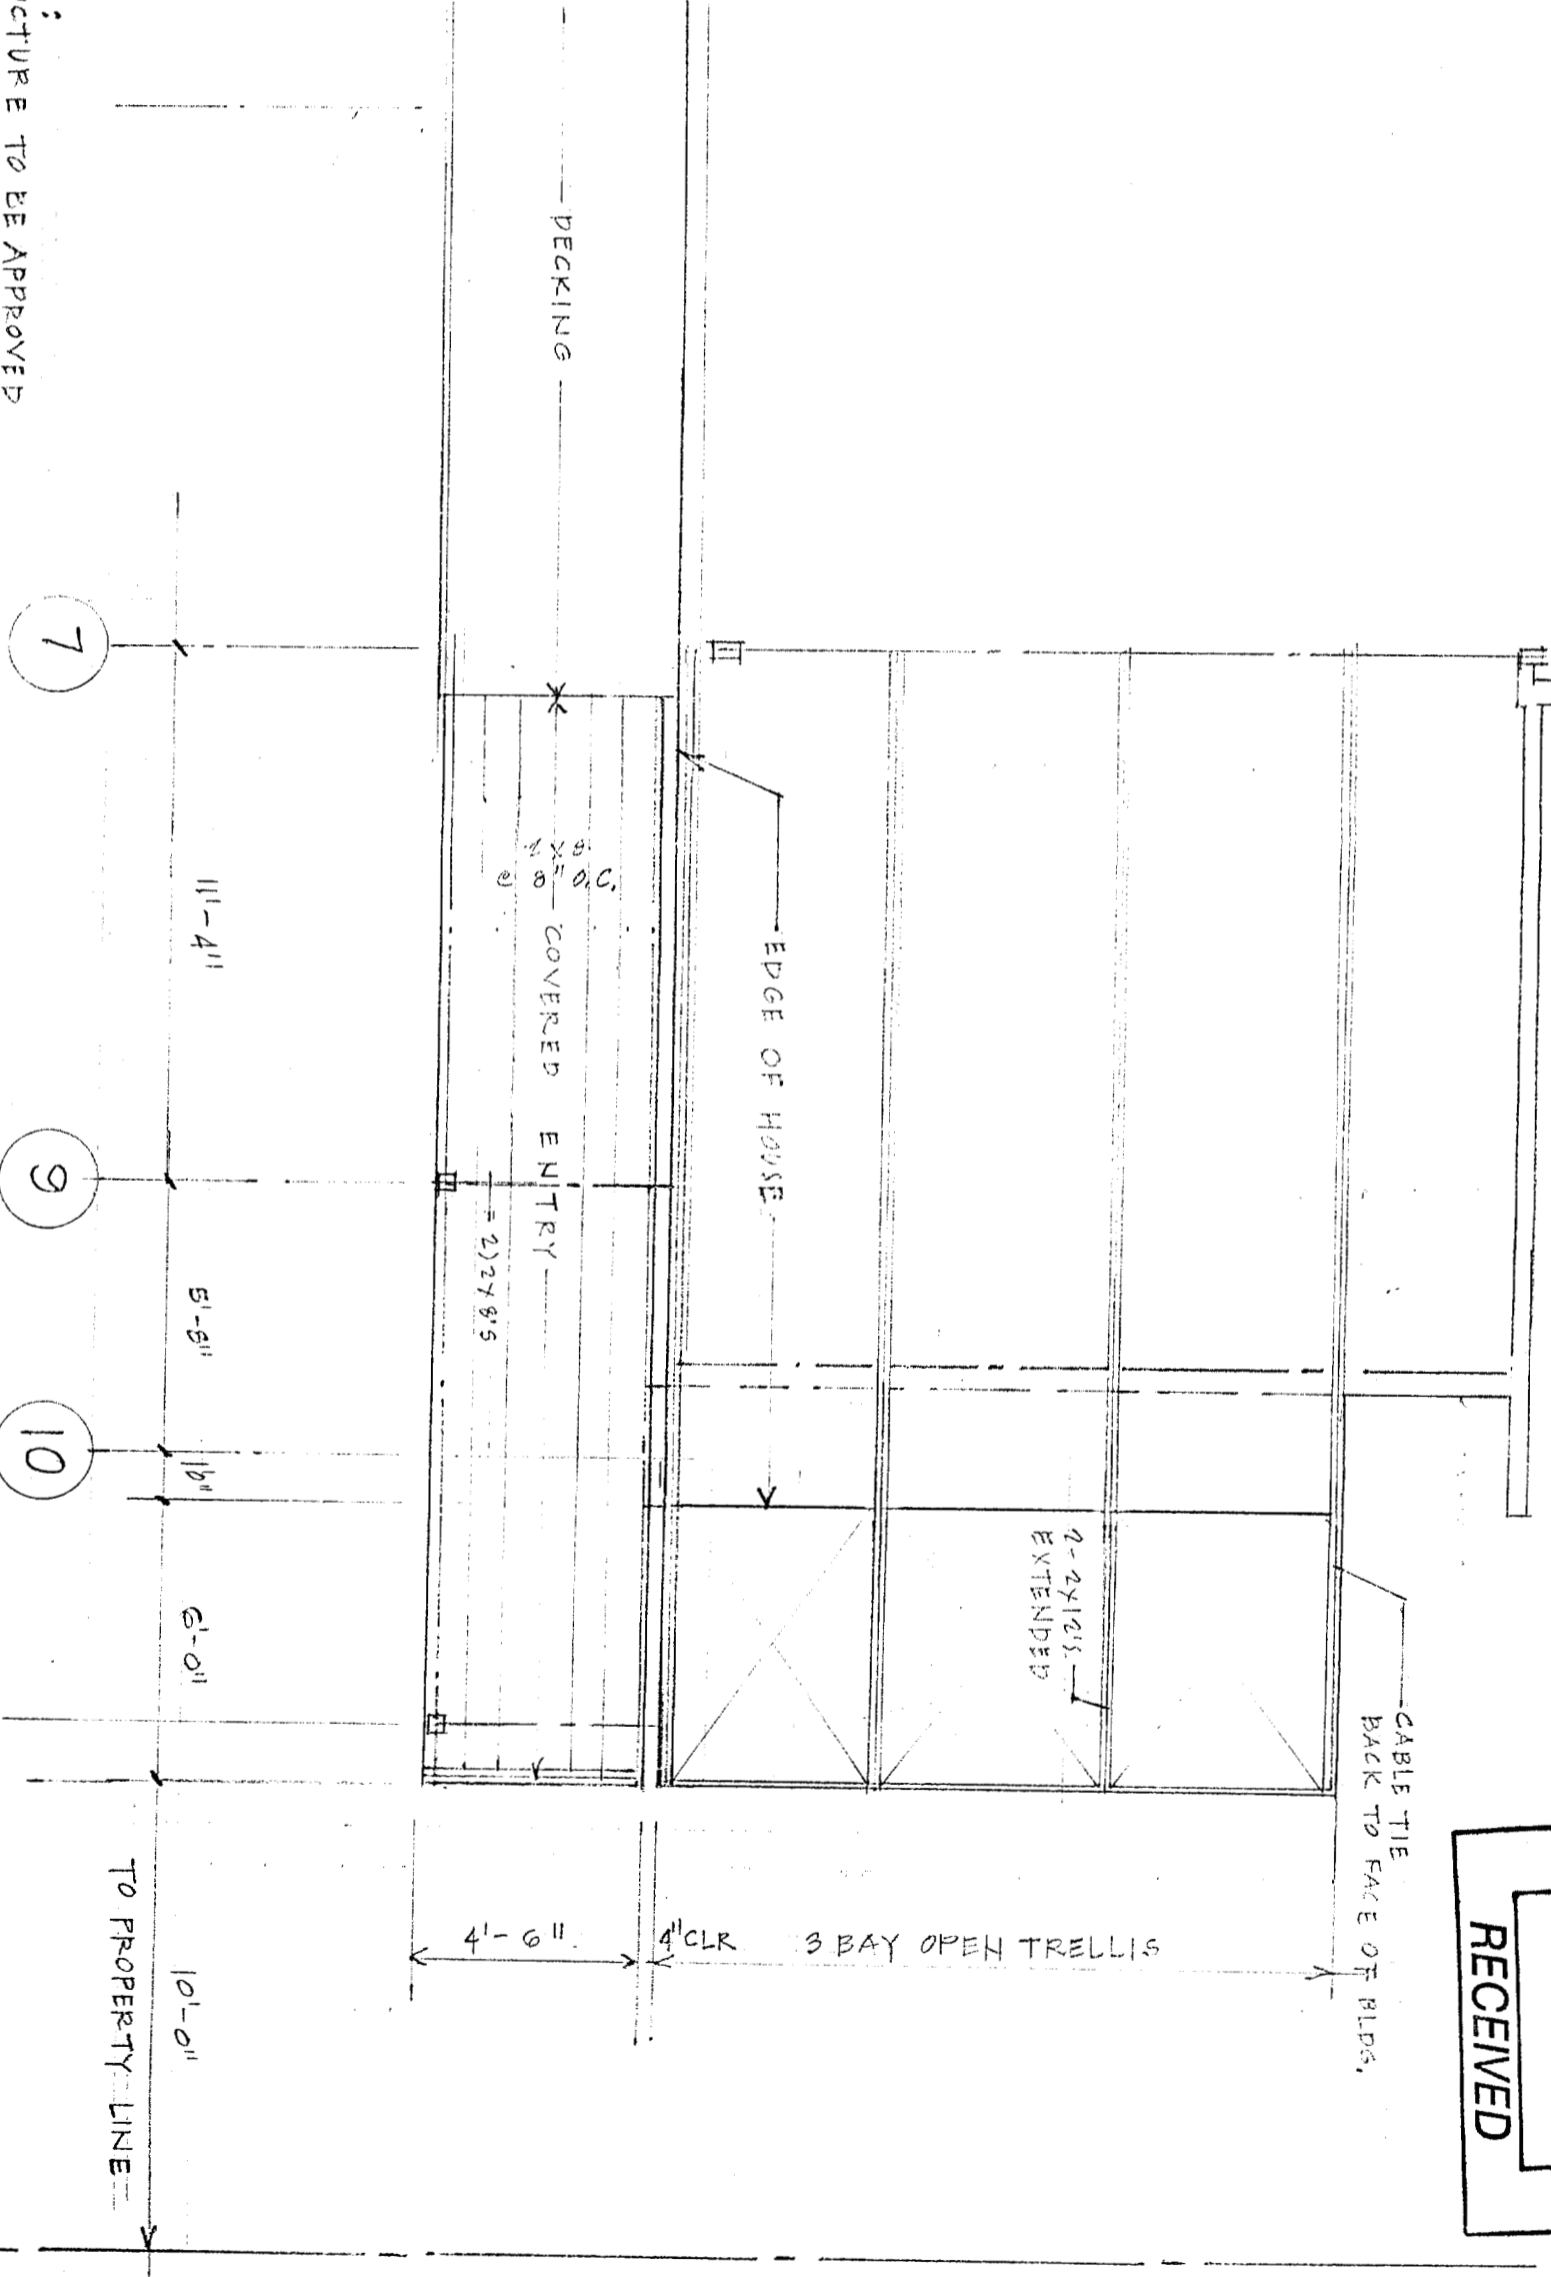 :
CTURE TO BE APPROVED
DECKING
7
9
10
11'-4"
5'-8"
16"
6'-0"
10'-0"
TO PROPERTY LINE
2x8
@ 8" O.C.
COVERED ENTRY
2)2x8'S
EDGE OF HOUSE
2-2x12'S
EXTENDED
CABLE TIE
BACK TO FACE OF BLDG.
4'-6"
4" CLR
3 BAY OPEN TRELLIS
RECEIVED